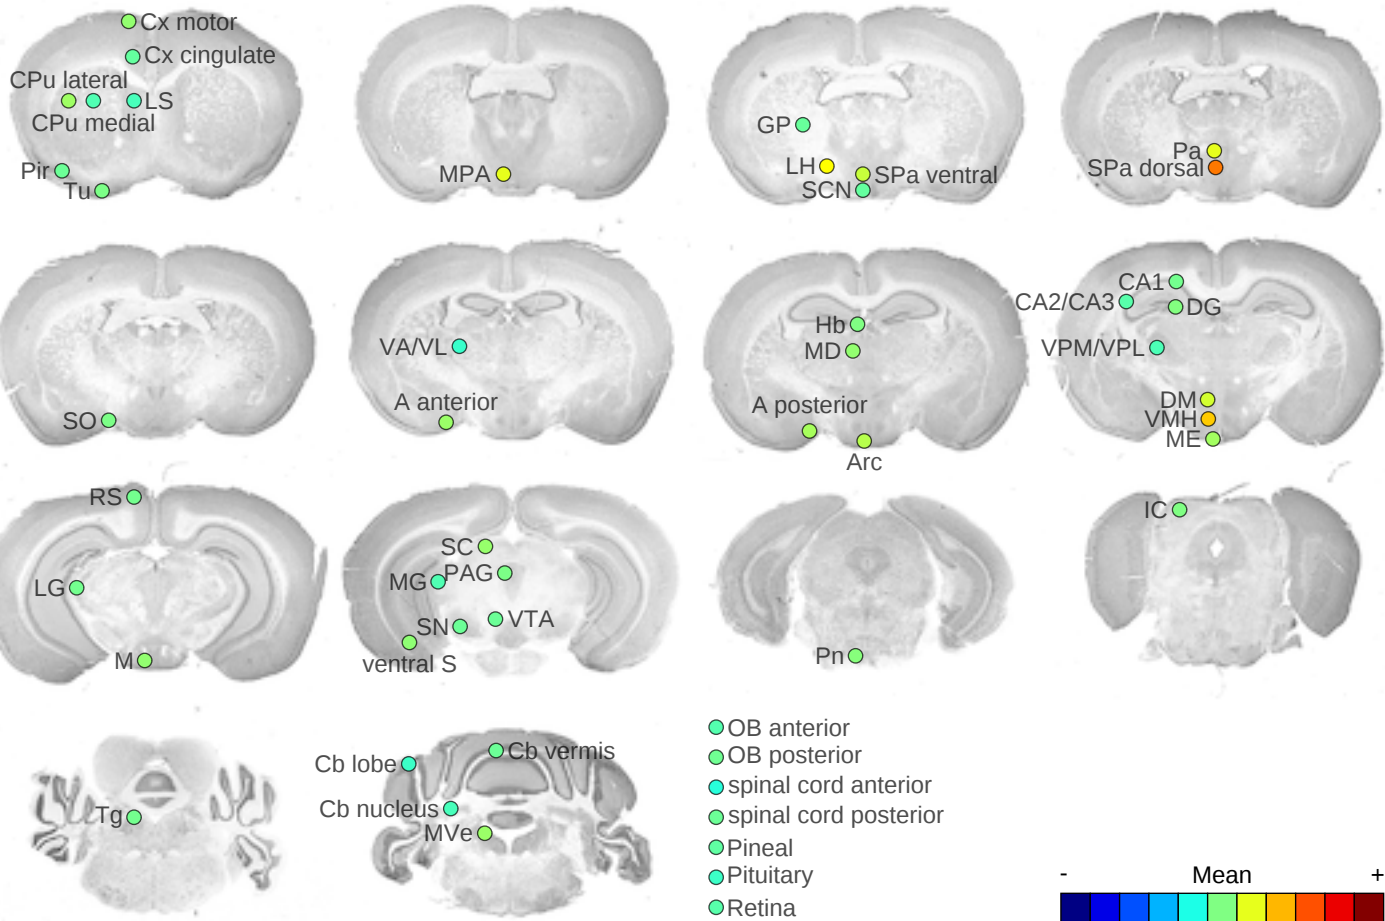 Cx motor
Cx cingulate
CPu lateral
LS
CPu medial
Pir
Tu
MPA
GP
LH
SPa ventral
SCN
Pa
SPa dorsal
SO
VA/VL
A anterior
Hb
MD
A posterior
Arc
CA1
CA2/CA3
DG
VPM/VPL
DM
VMH
ME
RS
LG
M
SC
PAG
MG
VTA
SN
ventral S
Pn
IC
Tg
Cb vermis
Cb lobe
Cb nucleus
MVe
OB anterior
OB posterior
spinal cord anterior
spinal cord posterior
Pineal
Pituitary
Retina
- Mean +